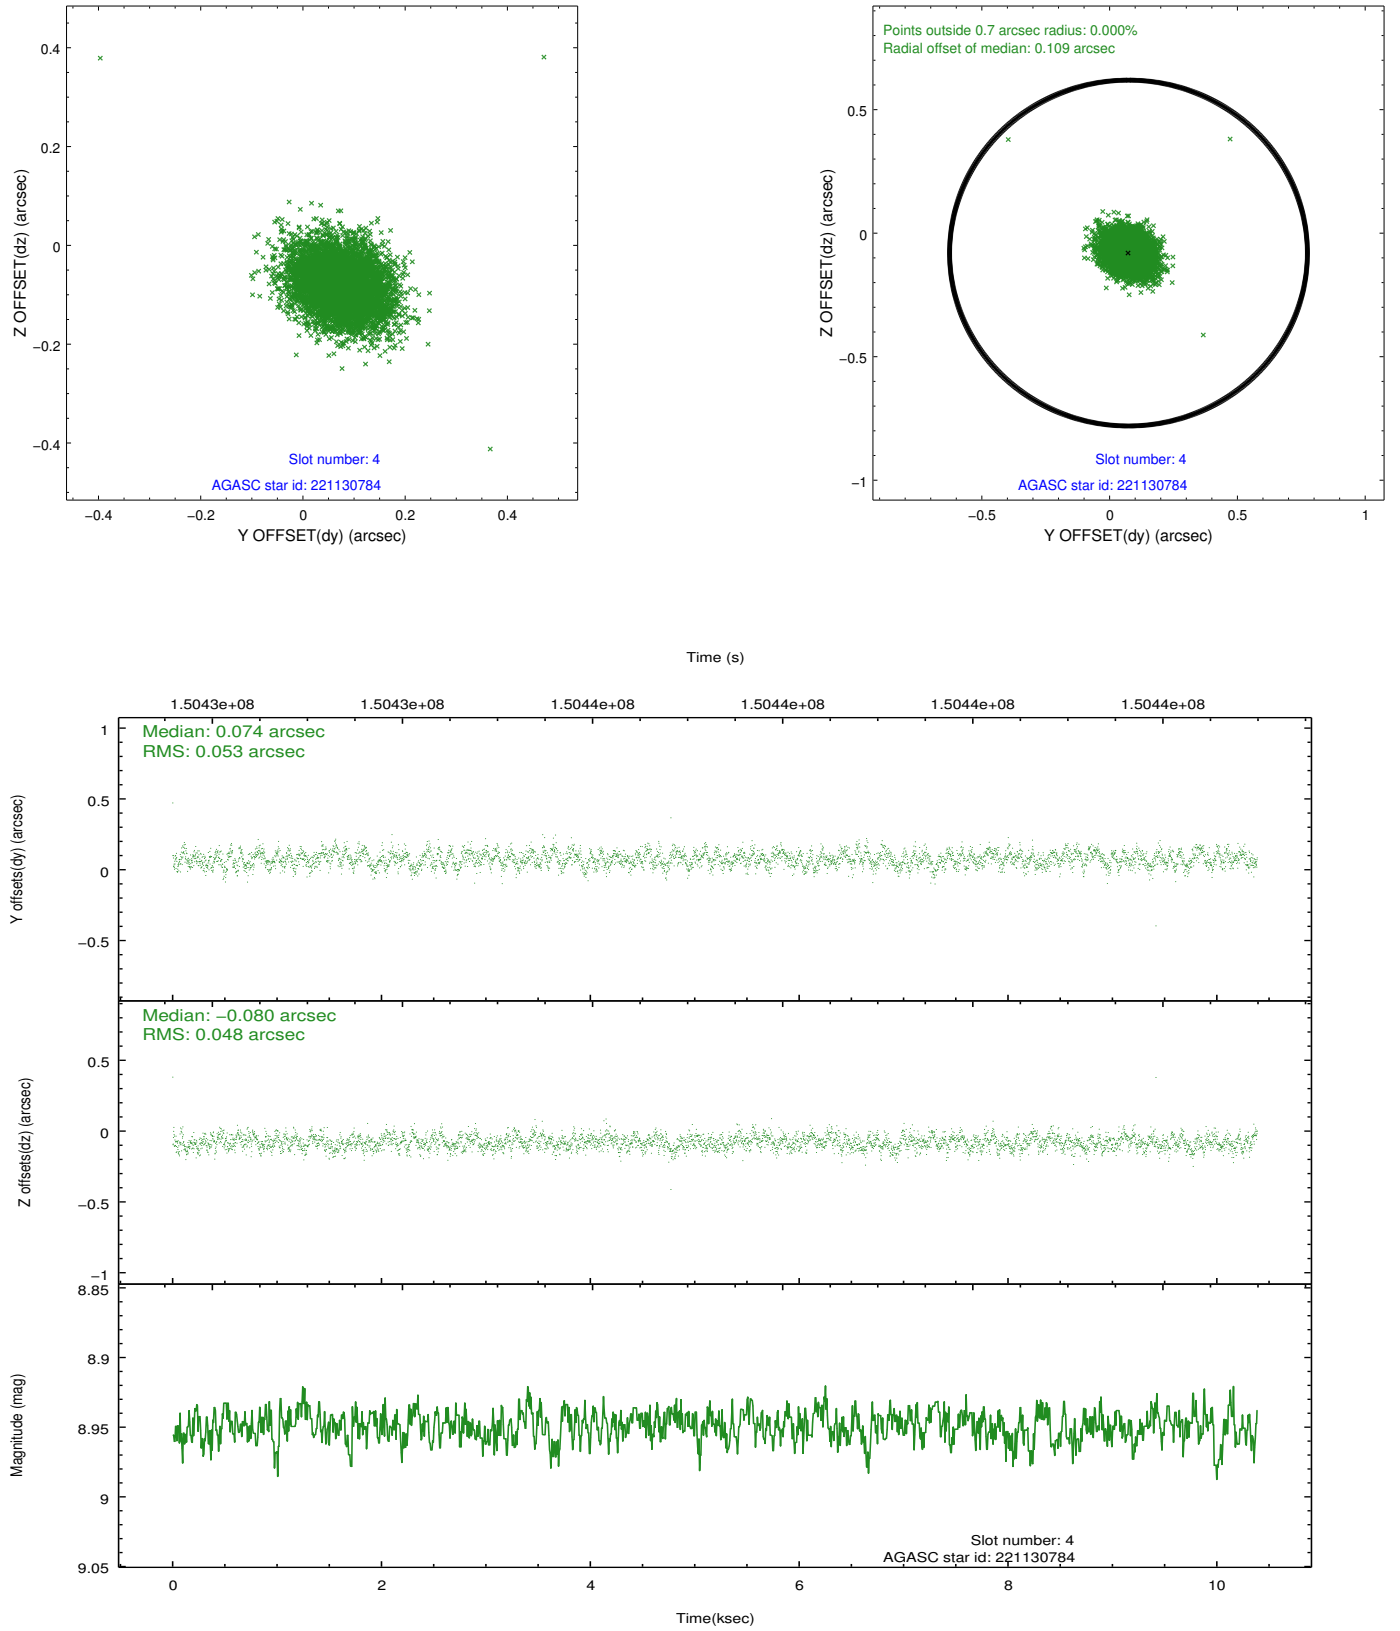 0.4
0.2
0
−0.2
−0.4
Z OFFSET(dz) (arcsec)
Slot number: 4
AGASC star id: 221130784
−0.4
−0.2
0
0.2
0.4
Y OFFSET(dy) (arcsec)
Points outside 0.7 arcsec radius: 0.000%
Radial offset of median: 0.109 arcsec
0.5
0
−0.5
−1
Z OFFSET(dz) (arcsec)
Slot number: 4
AGASC star id: 221130784
−0.5
0
0.5
1
Y OFFSET(dy) (arcsec)
Time (s)
1.5043e+08
1.5043e+08
1.5044e+08
1.5044e+08
1.5044e+08
1.5044e+08
Median: 0.074 arcsec
RMS: 0.053 arcsec
1
0.5
0
−0.5
Y offsets(dy) (arcsec)
Median: −0.080 arcsec
RMS: 0.048 arcsec
0.5
0
−0.5
−1
Z offsets(dz) (arcsec)
8.85
8.9
8.95
9
9.05
Magnitude (mag)
Slot number: 4
AGASC star id: 221130784
0
2
4
6
8
10
Time(ksec)